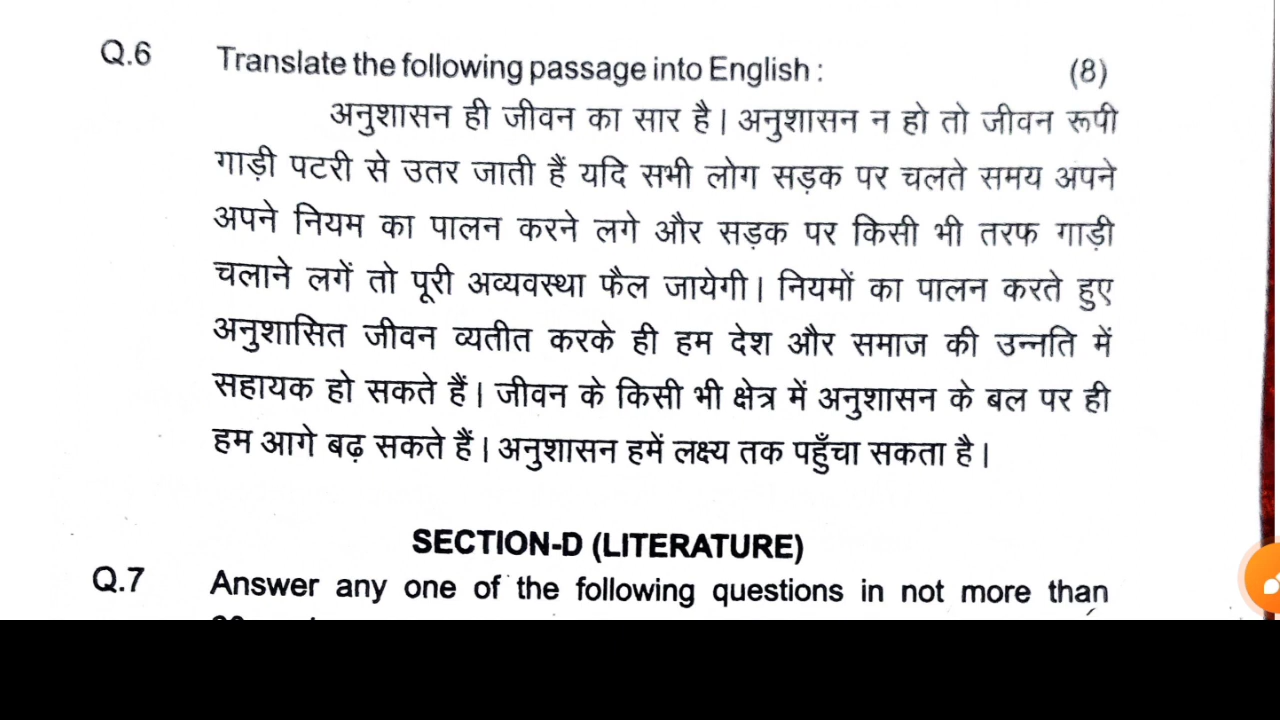 Q.6 Translate the following passage into English : (8)
अनुशासन ही जीवन का सार है। अनुशासन न हो तो जीवन रूपी
गाड़ी पटरी से उतर जाती हैं यदि सभी लोग सड़क पर चलते समय अपने
अपने नियम का पालन करने लगे और सड़क पर किसी भी तरफ गाड़ी
चलाने लगें तो पूरी अव्यवस्था फैल जायेगी। नियमों का पालन करते हुए
अनुशासित जीवन व्यतीत करके ही हम देश और समाज की उन्नति में
सहायक हो सकते हैं। जीवन के किसी भी क्षेत्र में अनुशासन के बल पर ही
हम आगे बढ़ सकते हैं। अनुशासन हमें लक्ष्य तक पहुँचा सकता है।
SECTION-D (LITERATURE)
Q.7 Answer any one of the following questions in not more than